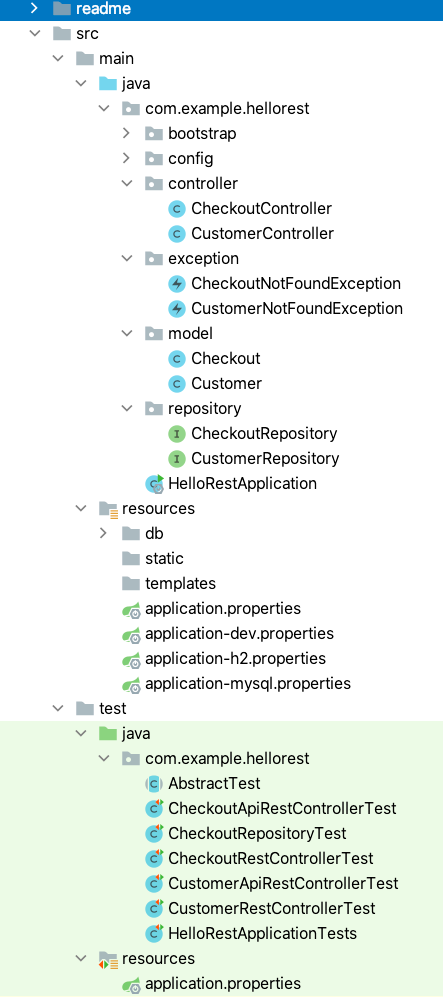 readme
src
main
java
com.example.hellorest
bootstrap
config
controller
CheckoutController
CustomerController
exception
CheckoutNotFoundException
CustomerNotFoundException
model
Checkout
Customer
repository
CheckoutRepository
CustomerRepository
HelloRestApplication
resources
db
static
templates
application.properties
application-dev.properties
application-h2.properties
application-mysql.properties
test
java
com.example.hellorest
AbstractTest
CheckoutApiRestControllerTest
CheckoutRepositoryTest
CheckoutRestControllerTest
CustomerApiRestControllerTest
CustomerRestControllerTest
HelloRestApplicationTests
resources
application.properties